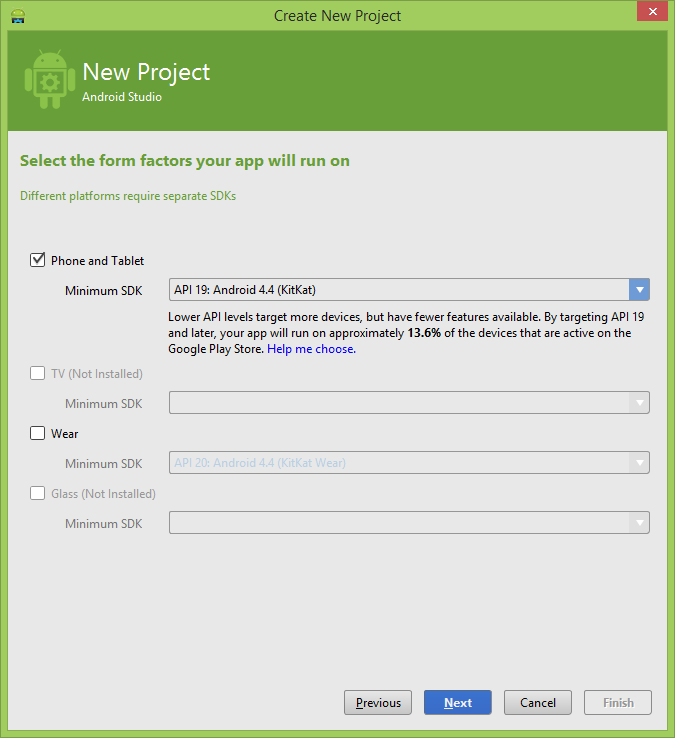 Create New Project
New Project
Android Studio
Select the form factors your app will run on
Different platforms require separate SDKs
Phone and Tablet
Minimum SDK API 19: Android 4.4 (KitKat)
Lower API levels target more devices, but have fewer features available. By targeting API 19
and later, your app will run on approximately 13.6% of the devices that are active on the
Google Play Store. Help me choose.
TV (Not Installed)
Minimum SDK
Wear
Minimum SDK API 20: Android 4.4 (KitKat Wear)
Glass (Not Installed)
Minimum SDK
Previous Next Cancel Finish